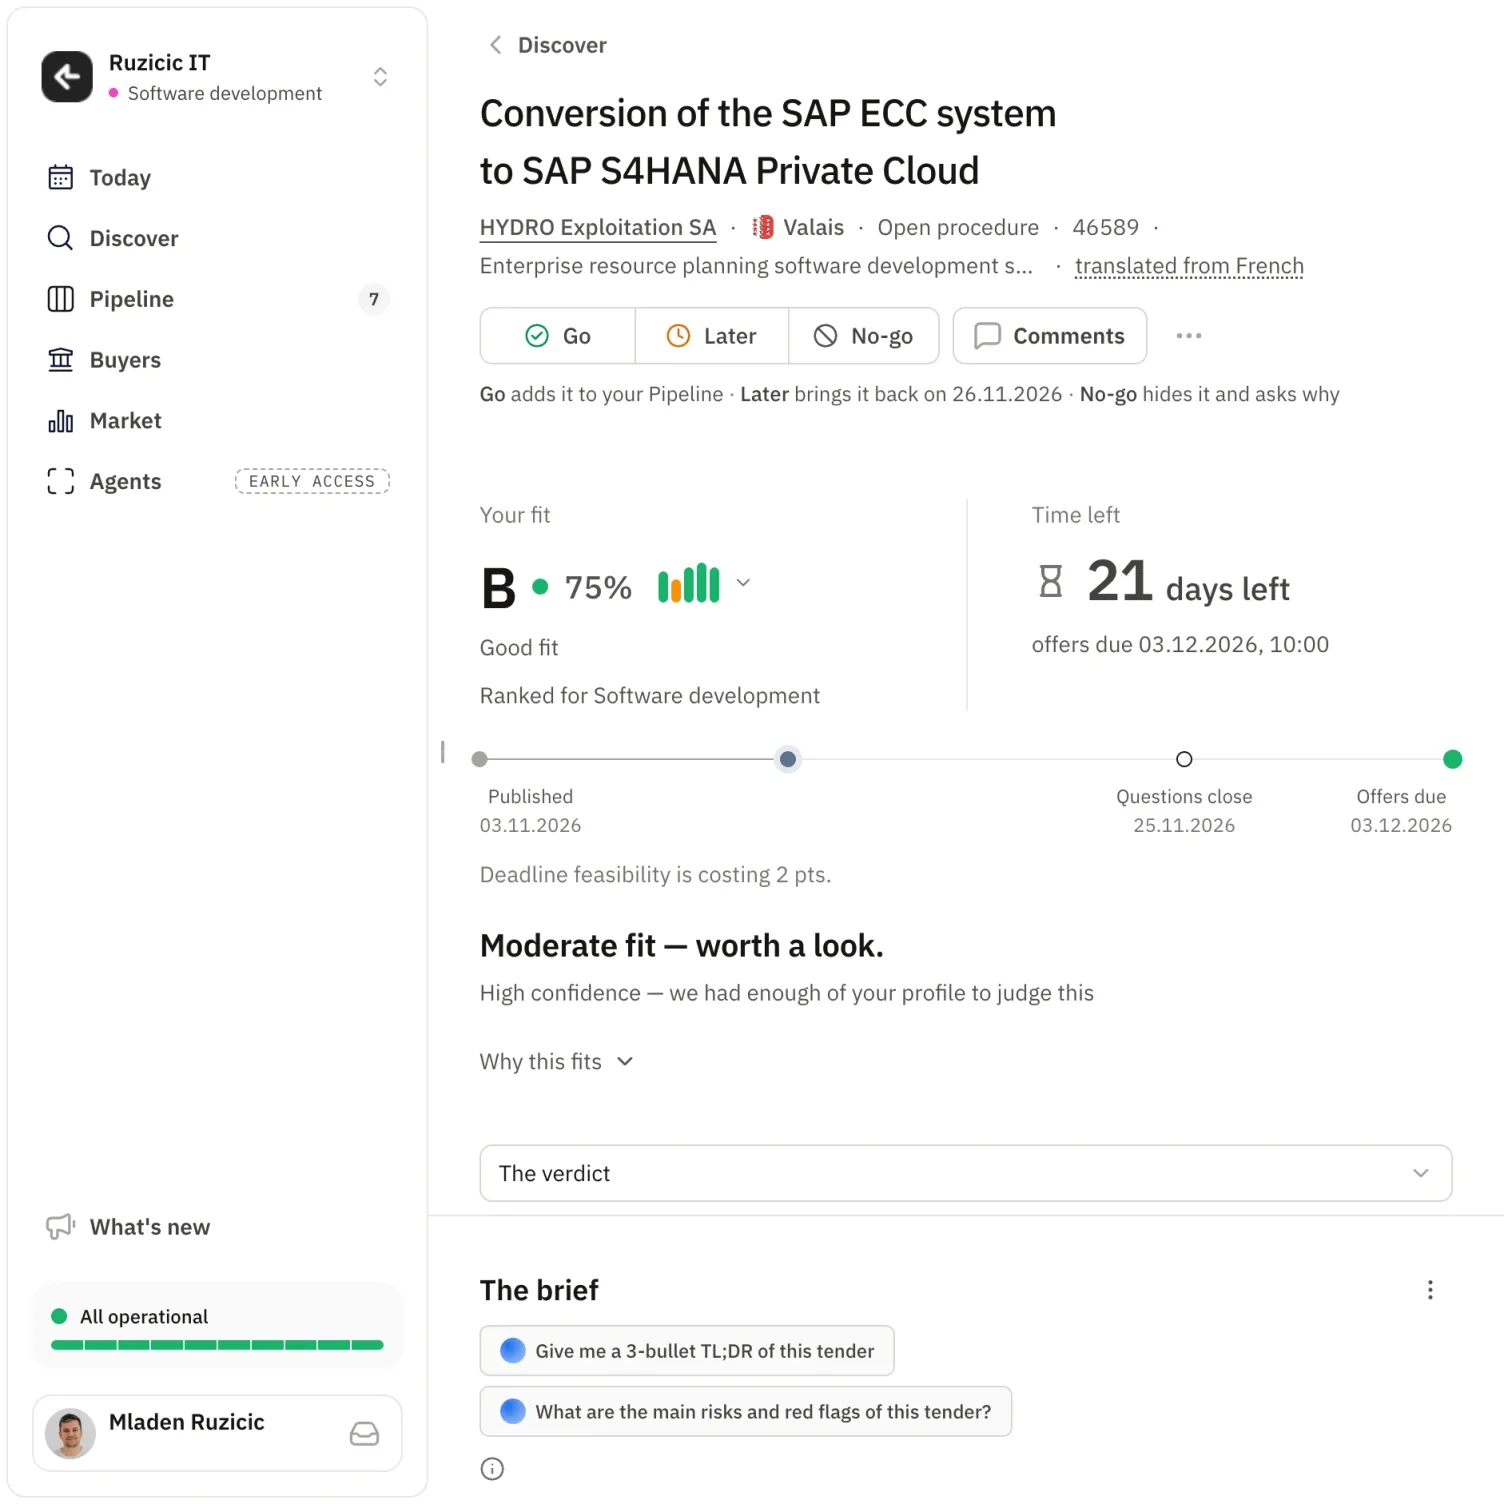 Ruzicic IT
Software development
Today
Discover
Pipeline 7
Buyers
Market
Agents EARLY ACCESS
What's new
All operational
Mladen Ruzicic
Discover
Conversion of the SAP ECC system
to SAP S4HANA Private Cloud
HYDRO Exploitation SA · Valais · Open procedure · 46589 ·
Enterprise resource planning software development s... · translated from French
Go Later No-go Comments
Go adds it to your Pipeline · Later brings it back on 26.11.2026 · No-go hides it and asks why
Your fit
B 75%
Good fit
Ranked for Software development
Time left
21 days left
offers due 03.12.2026, 10:00
Published
03.11.2026
Questions close
25.11.2026
Offers due
03.12.2026
Deadline feasibility is costing 2 pts.
Moderate fit — worth a look.
High confidence — we had enough of your profile to judge this
Why this fits
The verdict
The brief
Give me a 3-bullet TL;DR of this tender
What are the main risks and red flags of this tender?